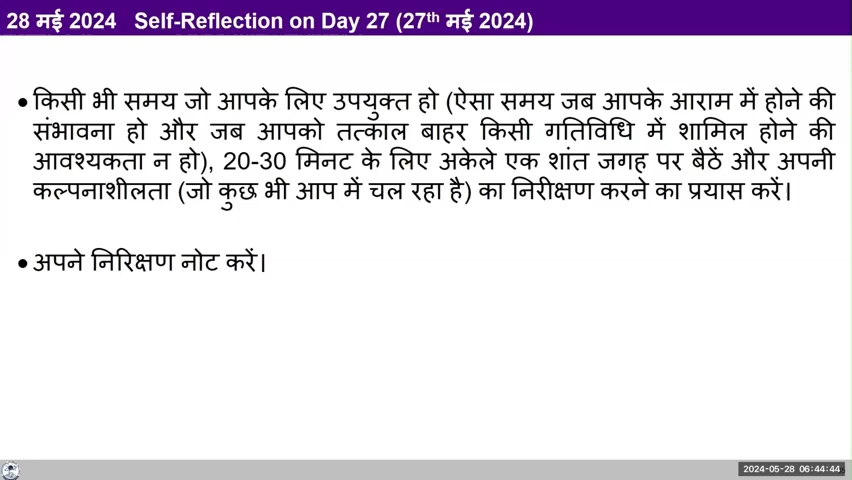 28 मई 2024 Self-Reflection on Day 27 (27th मई 2024)
• किसी भी समय जो आपके लिए उपयुक्त हो (ऐसा समय जब आपके आराम में होने की
संभावना हो और जब आपको तत्काल बाहर किसी गतिविधि में शामिल होने की
आवश्यकता न हो), 20-30 मिनट के लिए अकेले एक शांत जगह पर बैठें और अपनी
कल्पनाशीलता (जो कुछ भी आप में चल रहा है) का निरीक्षण करने का प्रयास करें।
• अपने निरिक्षण नोट करें।
2024-05-28 06:44:44